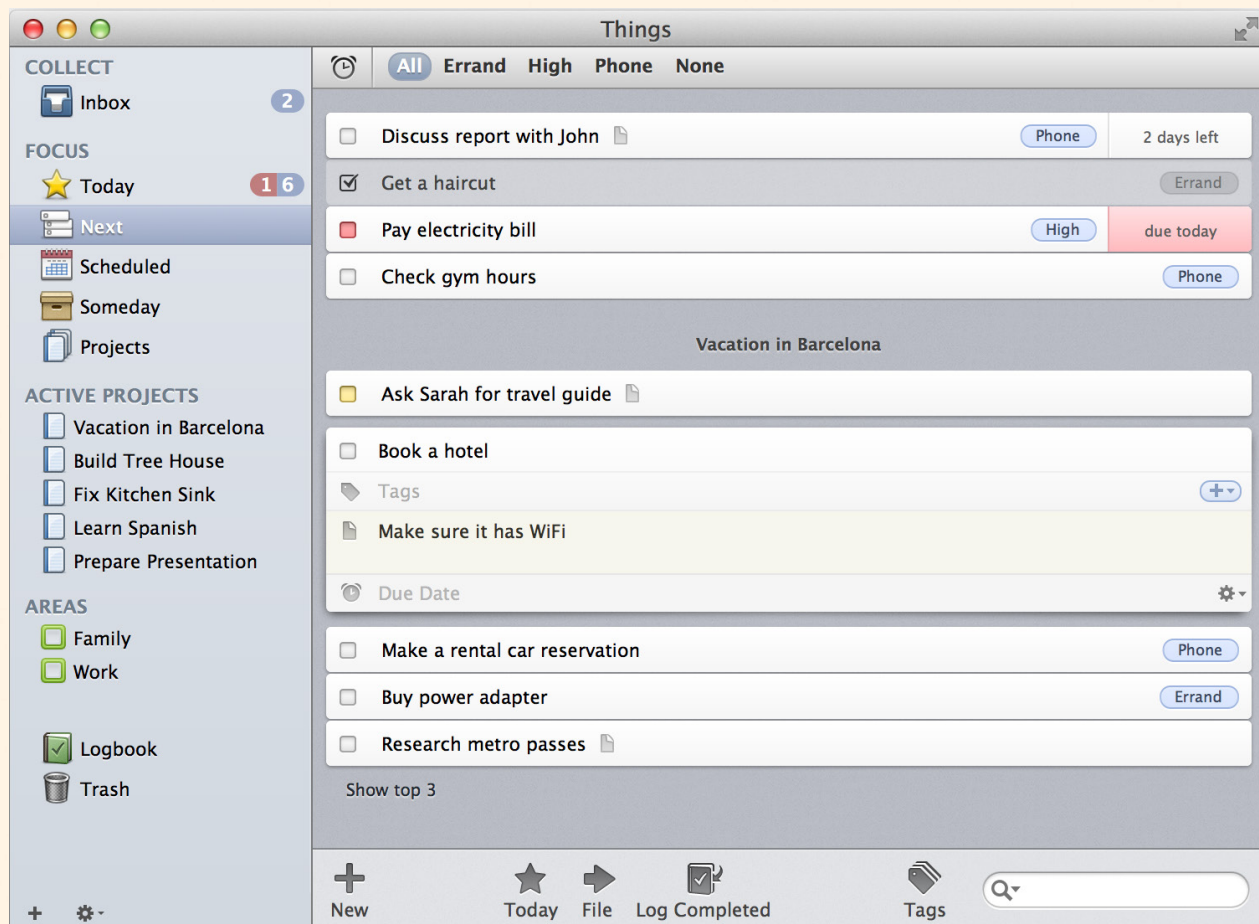 Things
COLLECT
Inbox 2
FOCUS
Today 1 6
Next
Scheduled
Someday
Projects
ACTIVE PROJECTS
Vacation in Barcelona
Build Tree House
Fix Kitchen Sink
Learn Spanish
Prepare Presentation
AREAS
Family
Work
Logbook
Trash
All Errand High Phone None
Discuss report with John Phone 2 days left
Get a haircut Errand
Pay electricity bill High due today
Check gym hours Phone
Vacation in Barcelona
Ask Sarah for travel guide
Book a hotel
Tags
Make sure it has WiFi
Due Date
Make a rental car reservation Phone
Buy power adapter Errand
Research metro passes
Show top 3
New Today File Log Completed Tags